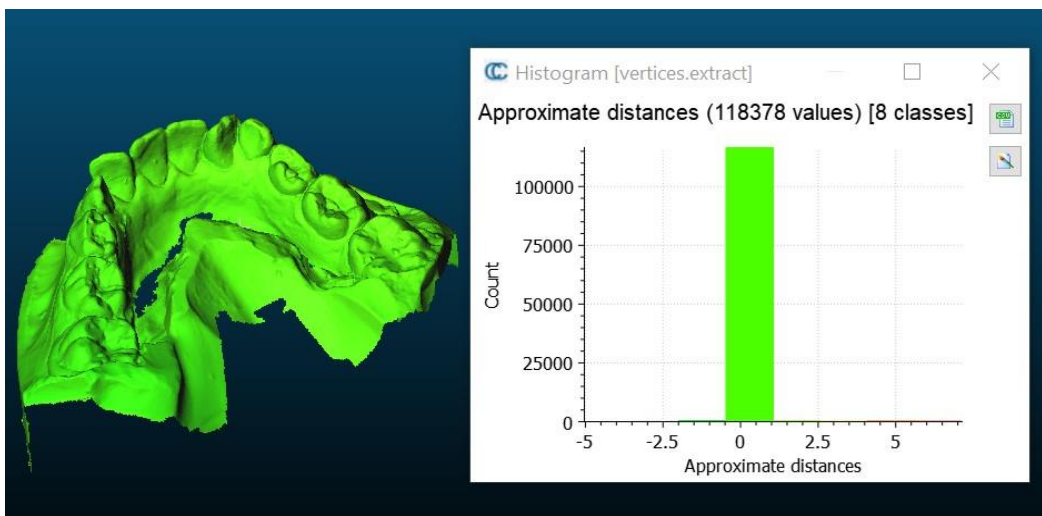 Histogram [vertices.extract]
Approximate distances (118378 values) [8 classes]
CSV
100000
75000
50000
25000
0
Count
-5 -2.5 0 2.5 5
Approximate distances